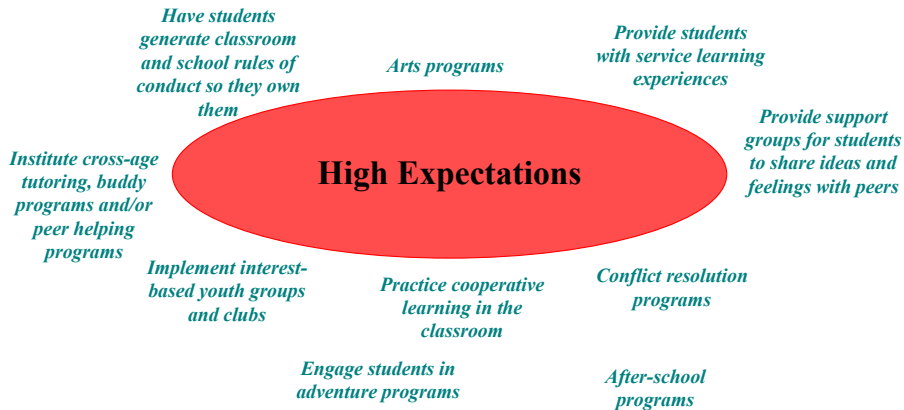 Have students
generate classroom
and school rules of
conduct so they own
them
Arts programs
Provide students
with service learning
experiences
Provide support
groups for students
to share ideas and
feelings with peers
Institute cross-age
tutoring, buddy
programs and/or
peer helping
programs
High Expectations
Implement interest-
based youth groups
and clubs
Practice cooperative
learning in the
classroom
Conflict resolution
programs
Engage students in
adventure programs
After-school
programs